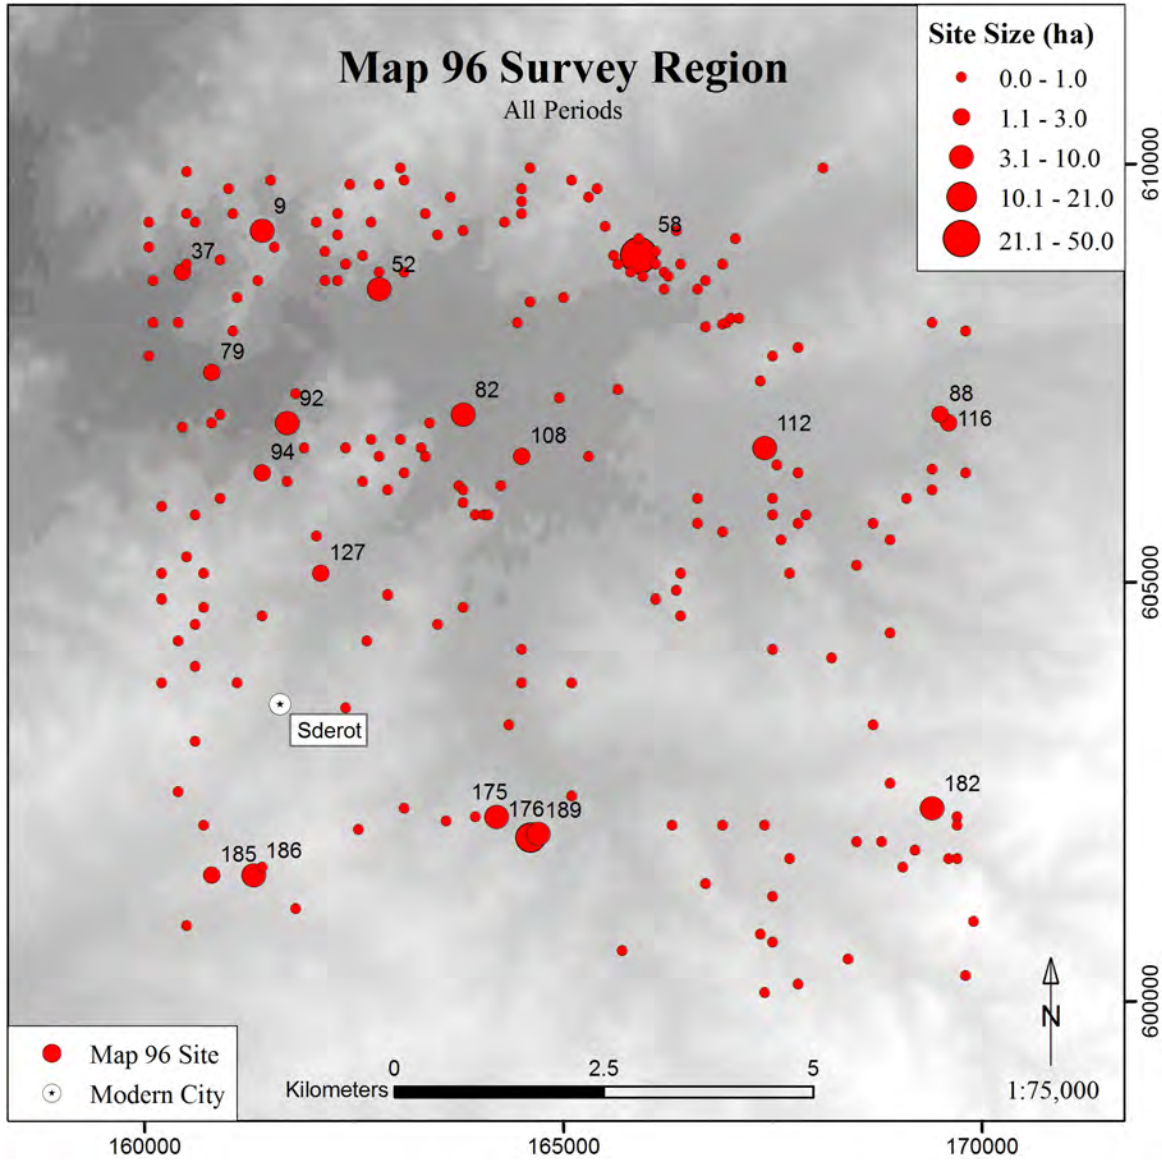 Map 96 Survey Region
All Periods
Site Size (ha)
0.0 - 1.0
1.1 - 3.0
3.1 - 10.0
10.1 - 21.0
21.1 - 50.0
610000
9
58
37
52
79
82
88
92
116
112
108
94
127
605000
Sderot
182
175
176
189
185
186
600000
N
Map 96 Site
Modern City
0
2.5
5
Kilometers
1:75,000
160000
165000
170000